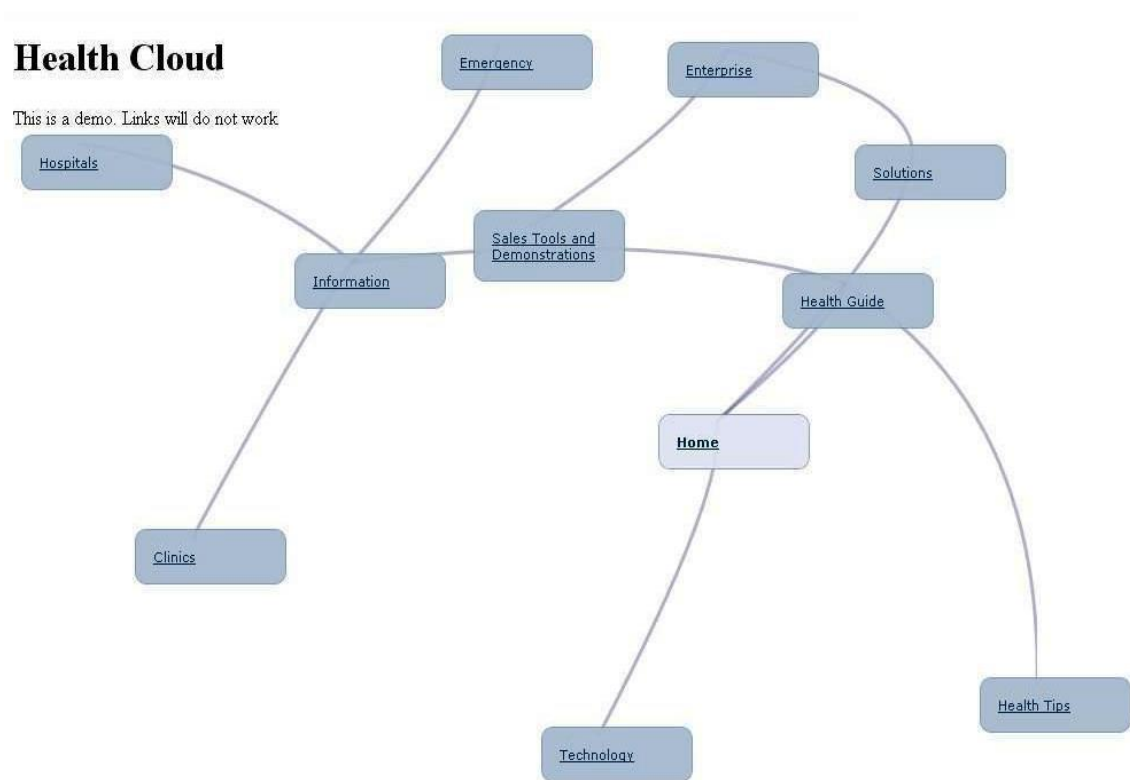 Health Cloud
This is a demo. Links will do not work
Emergency
Enterprise
Hospitals
Solutions
Sales Tools and
Demonstrations
Information
Health Guide
Home
Clinics
Health Tips
Technology